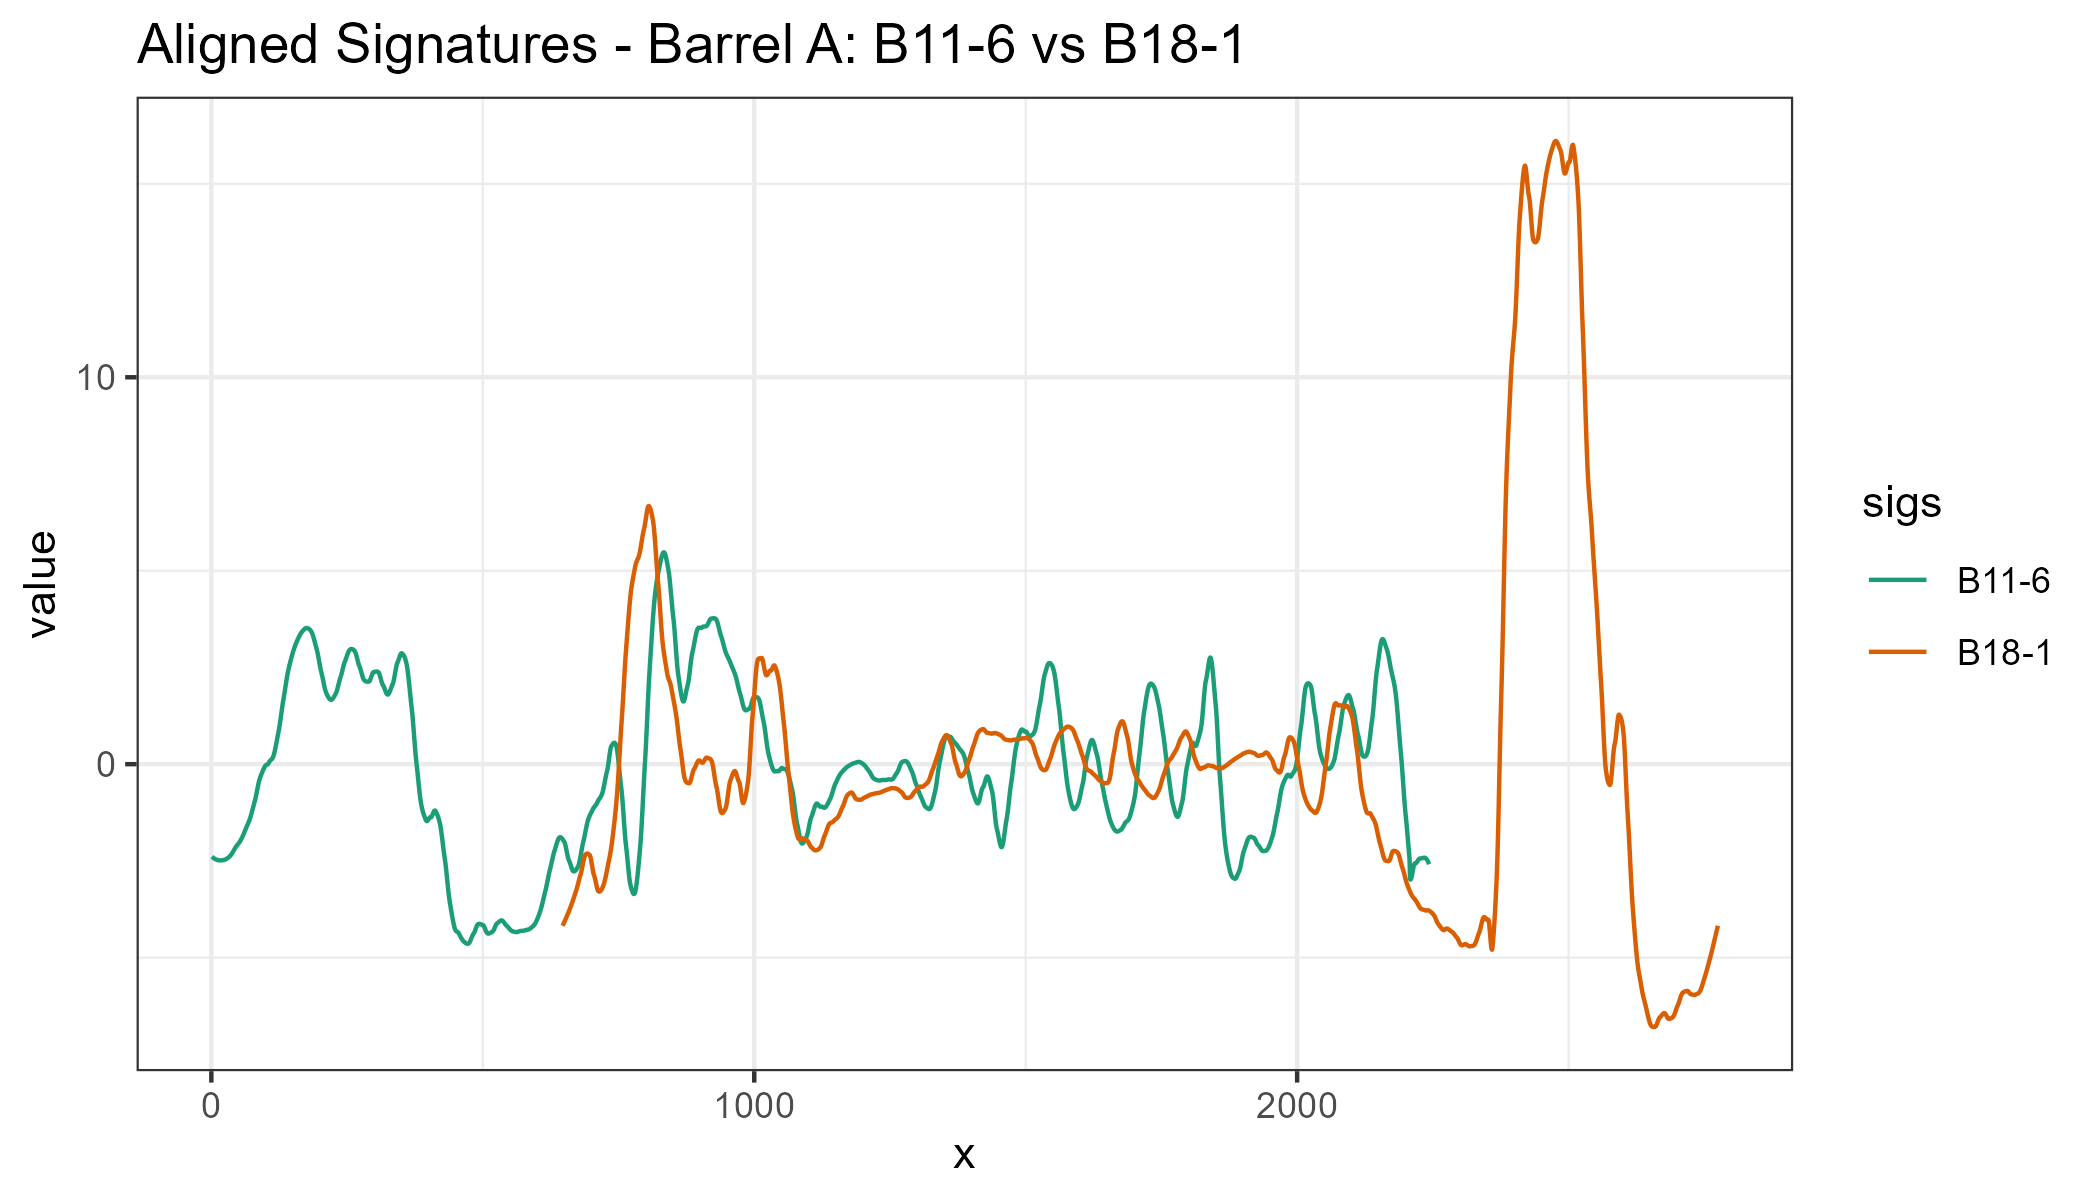 Aligned Signatures - Barrel A: B11-6 vs B18-1
value
10
0
0
1000
2000
x
sigs
B11-6
B18-1